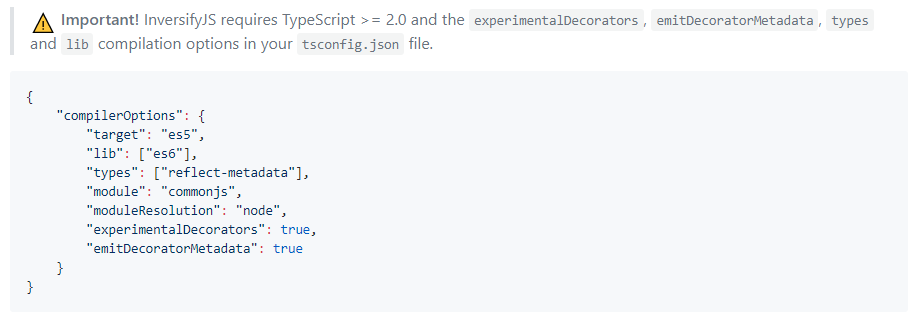 Important! InversifyJS requires TypeScript >= 2.0 and the experimentalDecorators, emitDecoratorMetadata, types
and lib compilation options in your tsconfig.json file.
{
    "compilerOptions": {
        "target": "es5",
        "lib": ["es6"],
        "types": ["reflect-metadata"],
        "module": "commonjs",
        "moduleResolution": "node",
        "experimentalDecorators": true,
        "emitDecoratorMetadata": true
    }
}